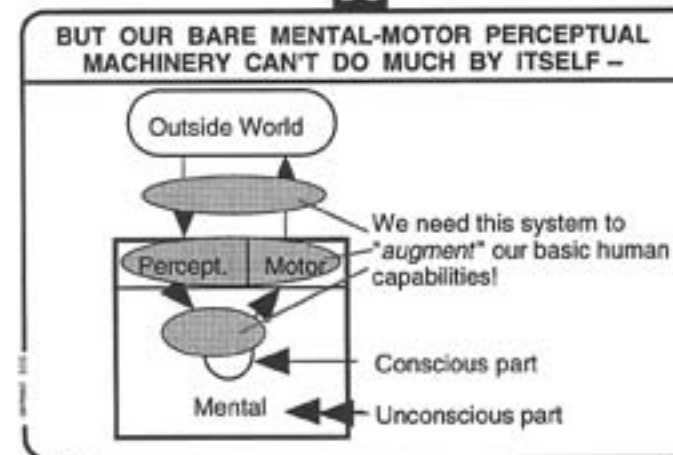 BUT OUR BARE MENTAL-MOTOR PERCEPTUAL
MACHINERY CAN'T DO MUCH BY ITSELF –
Outside World
We need this system to
"augment" our basic human
capabilities!
Percept. Motor
Conscious part
Mental
Unconscious part